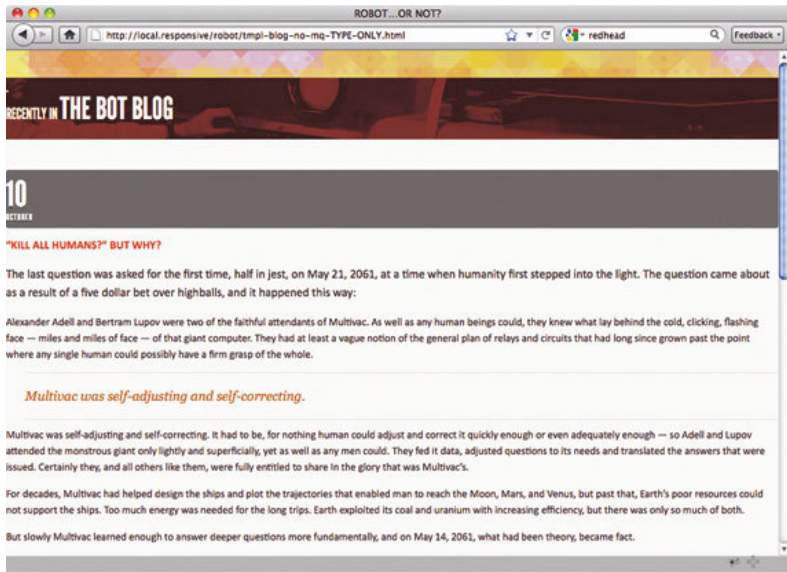 ROBOT...OR NOT?
http://local.responsive/robot/tmpl-blog-no-mq-TYPE-ONLY.html
redhead
Feedback
RECENTLY IN THE BOT BLOG
10
OCTOBER
“KILL ALL HUMANS?” BUT WHY?
The last question was asked for the first time, half in jest, on May 21, 2061, at a time when humanity first stepped into the light. The question came about
as a result of a five dollar bet over highballs, and it happened this way:
Alexander Adell and Bertram Lupov were two of the faithful attendants of Multivac. As well as any human beings could, they knew what lay behind the cold, clicking, flashing
face — miles and miles of face — of that giant computer. They had at least a vague notion of the general plan of relays and circuits that had long since grown past the point
where any single human could possibly have a firm grasp of the whole.
Multivac was self-adjusting and self-correcting.
Multivac was self-adjusting and self-correcting. It had to be, for nothing human could adjust and correct it quickly enough or even adequately enough — so Adell and Lupov
attended the monstrous giant only lightly and superficially, yet as well as any men could. They fed it data, adjusted questions to its needs and translated the answers that were
issued. Certainly they, and all others like them, were fully entitled to share In the glory that was Multivac's.
For decades, Multivac had helped design the ships and plot the trajectories that enabled man to reach the Moon, Mars, and Venus, but past that, Earth's poor resources could
not support the ships. Too much energy was needed for the long trips. Earth exploited its coal and uranium with increasing efficiency, but there was only so much of both.
But slowly Multivac learned enough to answer deeper questions more fundamentally, and on May 14, 2061, what had been theory, became fact.